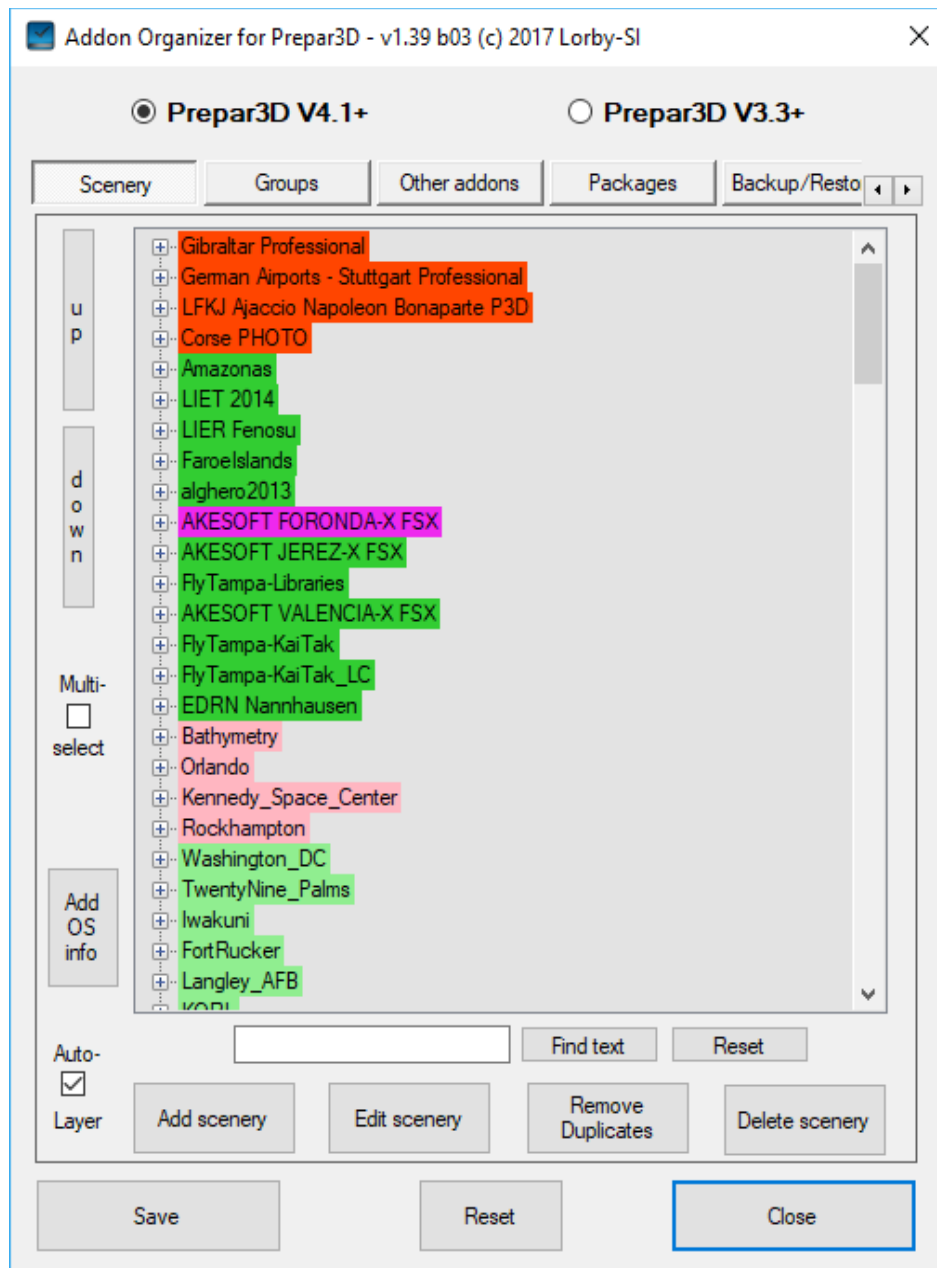 Addon Organizer for Prepar3D - v1.39 b03 (c) 2017 Lorby-SI
Prepar3D V4.1+
Prepar3D V3.3+
Scenery
Groups
Other addons
Packages
Backup/Resto
up
down
Multi-
select
Add
OS
info
Auto-
Layer
Gibraltar Professional
German Airports - Stuttgart Professional
LFKJ Ajaccio Napoleon Bonaparte P3D
Corse PHOTO
Amazonas
LIET 2014
LIER Fenosu
FaroeIslands
alghero2013
AKESOFT FORONDA-X FSX
AKESOFT JEREZ-X FSX
FlyTampa-Libraries
AKESOFT VALENCIA-X FSX
FlyTampa-KaiTak
FlyTampa-KaiTak_LC
EDRN Nannhausen
Bathymetry
Orlando
Kennedy_Space_Center
Rockhampton
Washington_DC
TwentyNine_Palms
Iwakuni
FortRucker
Langley_AFB
Find text
Reset
Add scenery
Edit scenery
Remove
Duplicates
Delete scenery
Save
Reset
Close